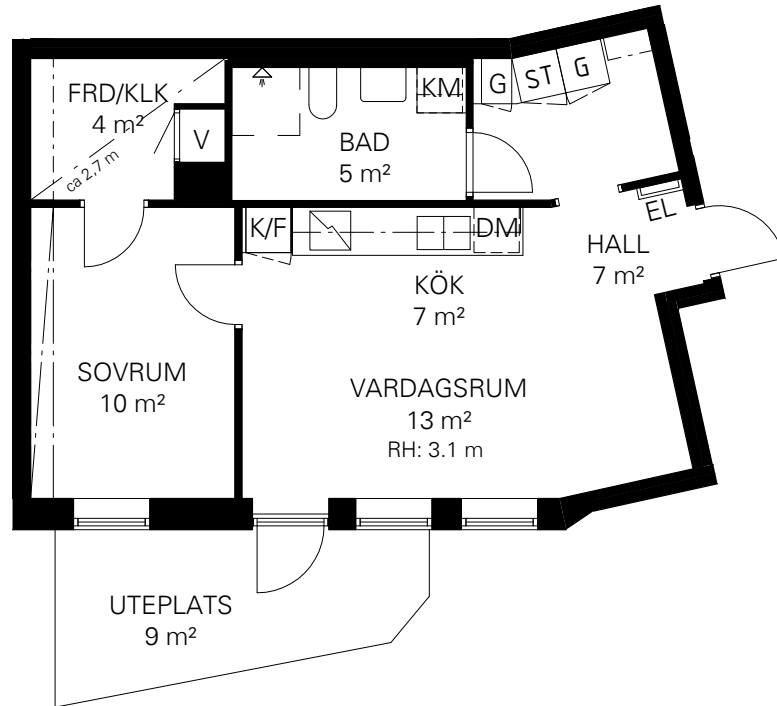 FRD/KLK
4 m²
ca 2,7 m
V
KM
BAD
5 m²
G
ST
G
K/F
DM
EL
HALL
7 m²
KÖK
7 m²
SOVRUM
10 m²
VARDAGSRUM
13 m²
RH: 3.1 m
UTEPLATS
9 m²